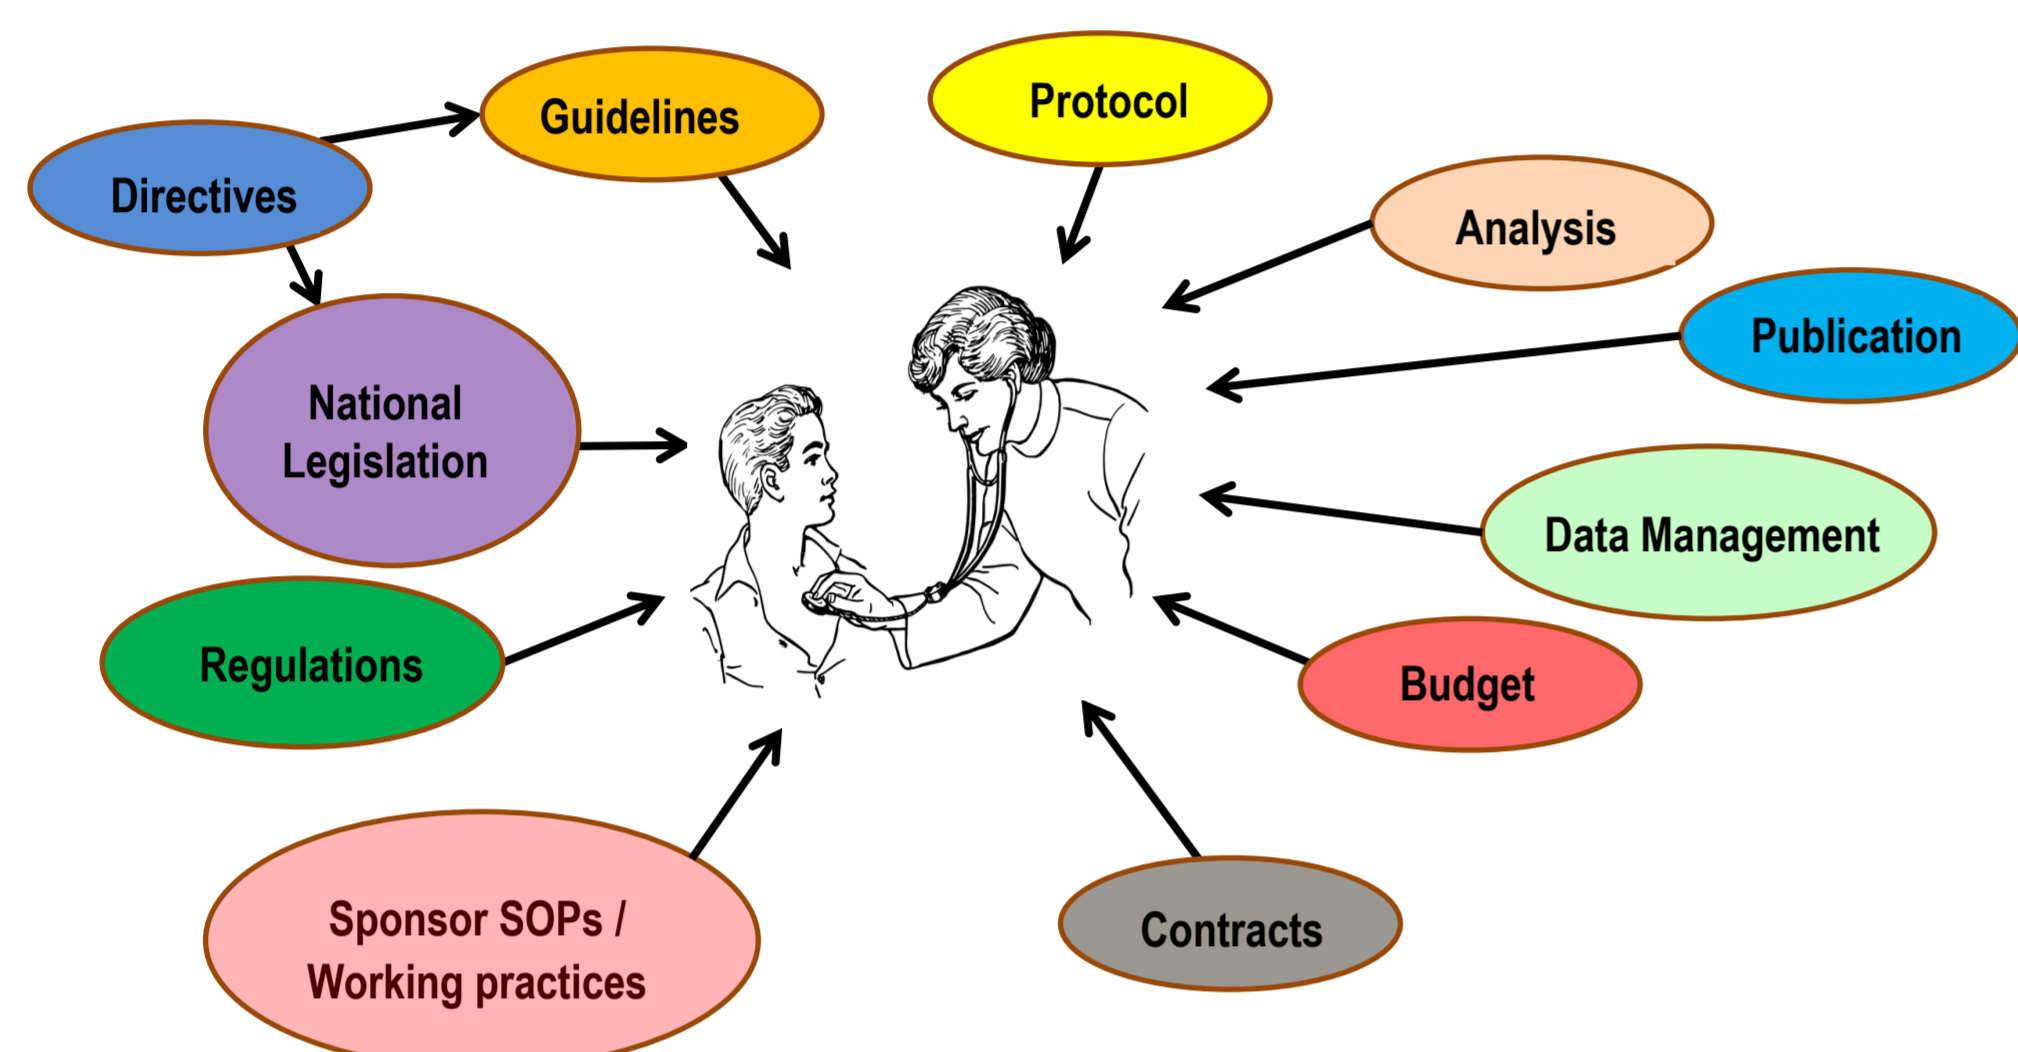 Guidelines
Protocol
Directives
Analysis
Publication
National
Legislation
Data Management
Regulations
Budget
Sponsor SOPs /
Working practices
Contracts